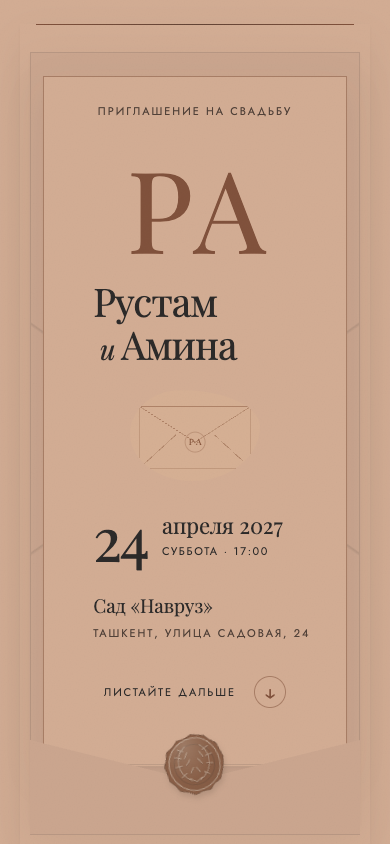 ПРИГЛАШЕНИЕ НА СВАДЬБУ
РА
Рустам
и Амина
Р·А
24
апреля 2027
СУББОТА · 17:00
Сад «Навруз»
ТАШКЕНТ, УЛИЦА САДОВАЯ, 24
ЛИСТАЙТЕ ДАЛЬШЕ